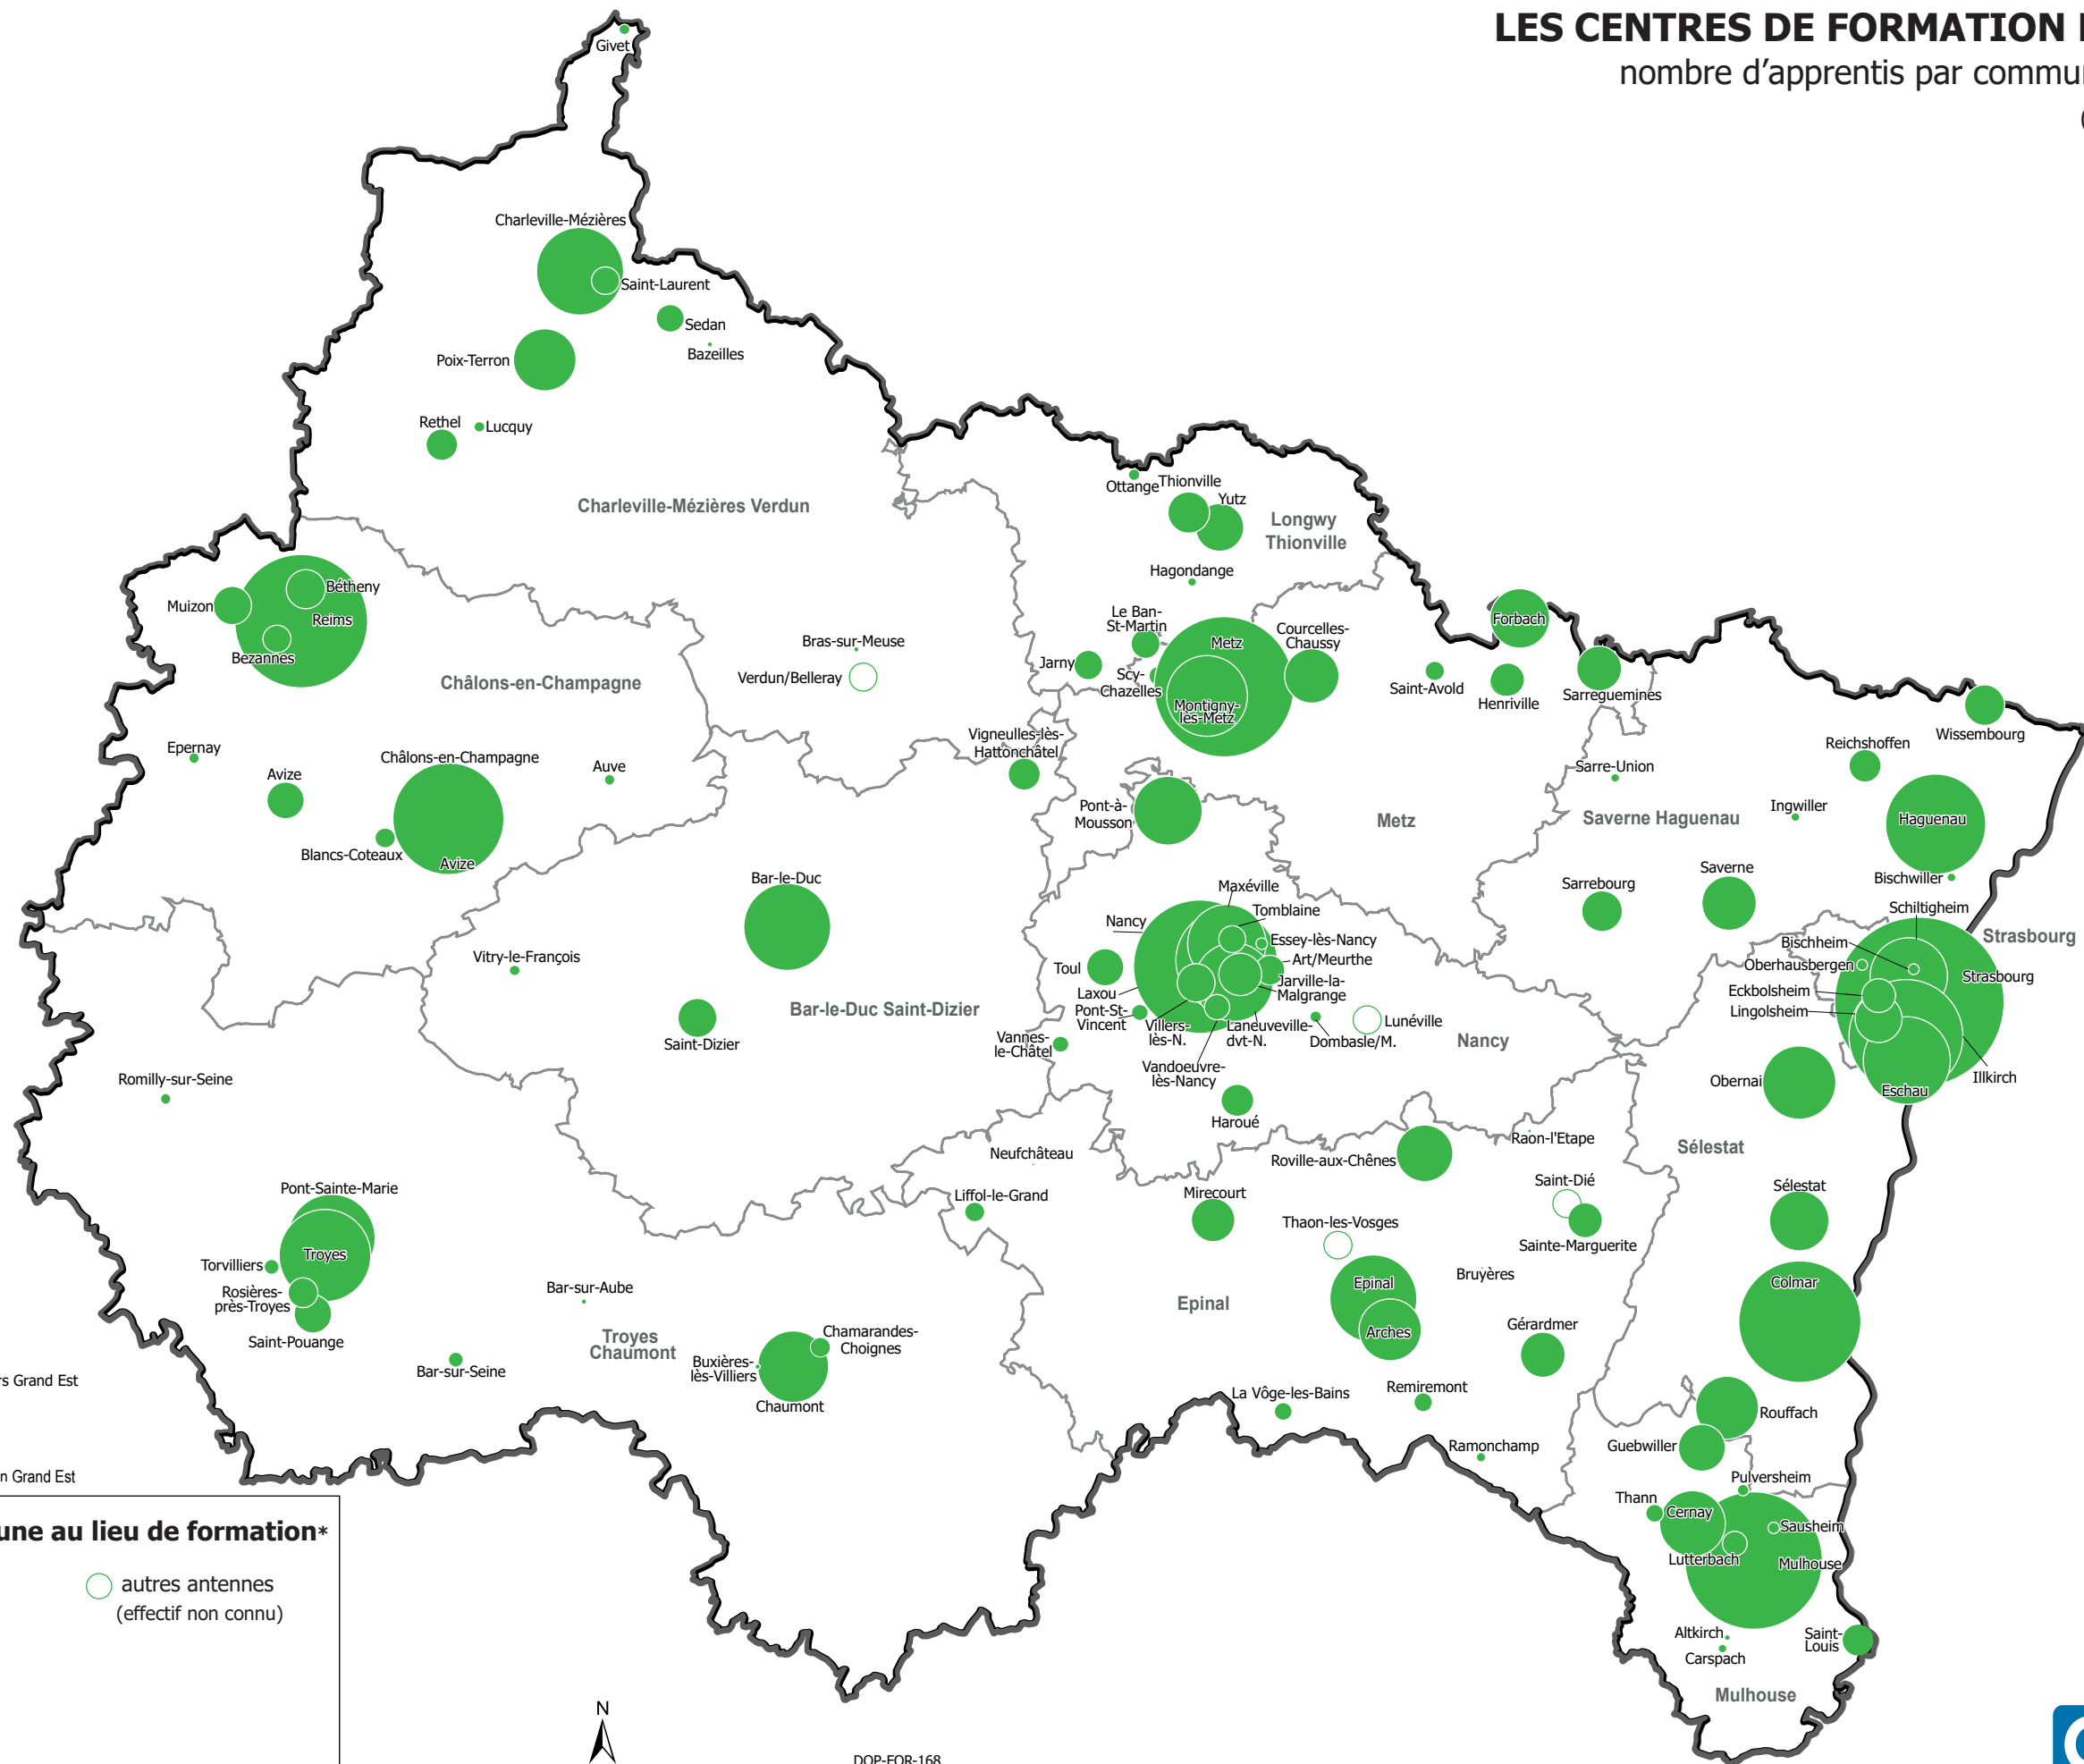 LES CENTRES DE FORMATION
nombre d’apprentis par commu
Givet
Charleville-Mézières
Saint-Laurent
Sedan
Bazeilles
Poix-Terron
Rethel
Lucquy
Charleville-Mézières Verdun
Ottange
Thionville
Yutz
Longwy
Thionville
Hagondange
Muizon
Bétheny
Reims
Bezannes
Châlons-en-Champagne
Bras-sur-Meuse
Verdun/Belleray
Le Ban-
St-Martin
Jarny
Scy-
Chazelles
Metz
Montigny-
lès-Metz
Courcelles-
Chaussy
Saint-Avold
Forbach
Henriville
Sarreguemines
Wissembourg
Reichshoffen
Sarre-Union
Ingwiller
Saverne Haguenau
Haguenau
Bischwiller
Epernay
Avize
Châlons-en-Champagne
Auve
Blancs-Coteaux
Avize
Vigneulles-lès-
Hattonchâtel
Pont-à-
Mousson
Metz
Sarrebourg
Saverne
Schiltigheim
Bischheim
Oberhausbergen
Eckbolsheim
Lingolsheim
Strasbourg
Strasbourg
Illkirch
Eschau
Obernai
Bar-le-Duc
Vitry-le-François
Bar-le-Duc Saint-Dizier
Saint-Dizier
Maxéville
Nancy
Tomblaine
Essey-lès-Nancy
Art/Meurthe
Jarville-la-
Malgrange
Toul
Laxou
Pont-St-
Vincent
Villers-
lès-N.
Laneuveville-
dvt-N.
Vandoeuvre-
lès-Nancy
Dombasle/M.
Lunéville
Nancy
Vannes-
le-Châtel
Haroué
Romilly-sur-Seine
Neufchâteau
Liffol-le-Grand
Roville-aux-Chênes
Raon-l'Etape
Sélestat
Saint-Dié
Sélestat
Sainte-Marguerite
Mirecourt
Thaon-les-Vosges
Epinal
Epinal
Arches
Bruyères
Gérardmer
Colmar
Pont-Sainte-Marie
Troyes
Torvilliers
Rosières-
près-Troyes
Saint-Pouange
Bar-sur-Aube
Bar-sur-Seine
Troyes
Chaumont
Chamarandes-
Choignes
Buxières-
lès-Villiers
Chaumont
La Vôge-les-Bains
Remiremont
Ramonchamp
Rouffach
Guebwiller
Pulversheim
Thann
Cernay
Sausheim
Lutterbach
Mulhouse
Altkirch
Carspach
Saint-
Louis
Mulhouse
rs Grand Est
n Grand Est
une au lieu de formation*
autres antennes
(effectif non connu)
N
DOP-FOR-168